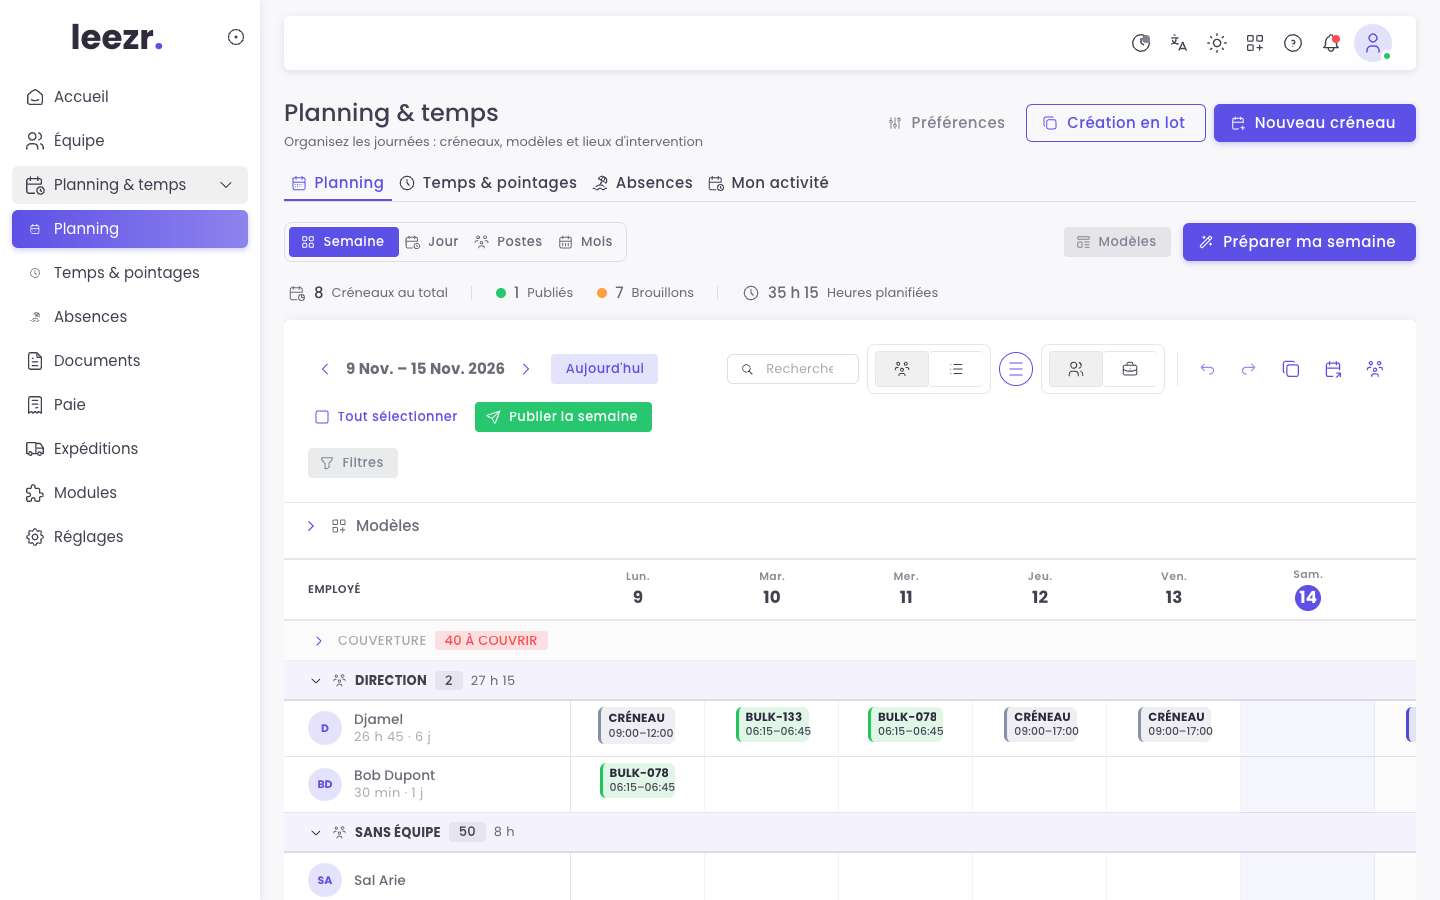 leezr.
Accueil
Équipe
Planning & temps
Planning
Temps & pointages
Absences
Documents
Paie
Expéditions
Modules
Réglages
Planning & temps
Organisez les journées : créneaux, modèles et lieux d'intervention
Préférences
Création en lot
Nouveau créneau
Planning
Temps & pointages
Absences
Mon activité
Semaine
Jour
Postes
Mois
Modèles
Préparer ma semaine
8 Créneaux au total
1 Publiés
7 Brouillons
35 h 15 Heures planifiées
9 Nov. – 15 Nov. 2026
Aujourd'hui
Recherche
Tout sélectionner
Publier la semaine
Filtres
Modèles
EMPLOYÉ
Lun.
9
Mar.
10
Mer.
11
Jeu.
12
Ven.
13
Sam.
14
COUVERTURE 40 À COUVRIR
DIRECTION 2 27 h 15
D
Djamel
26 h 45 · 6 j
CRÉNEAU
09:00–12:00
BULK-133
06:15–06:45
BULK-078
06:15–06:45
CRÉNEAU
09:00–17:00
CRÉNEAU
09:00–17:00
BD
Bob Dupont
30 min · 1 j
BULK-078
06:15–06:45
SANS ÉQUIPE 50 8 h
SA
Sal Arie